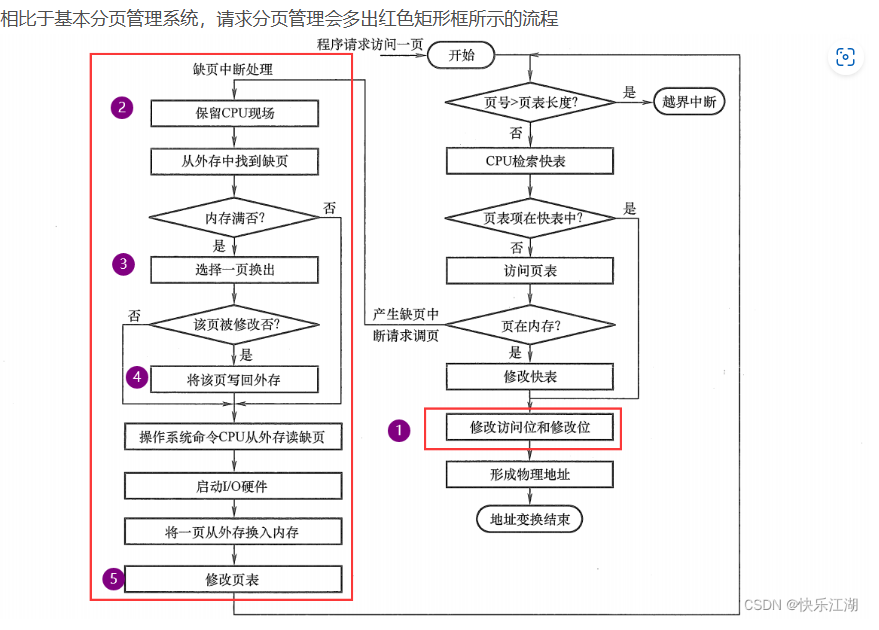 相比于基本分页管理系统，请求分页管理会多出红色矩形框所示的流程
程序请求访问一页
开始
页号>页表长度?
是
越界中断
否
CPU检索快表
页表项在快表中?
是
否
访问页表
页在内存?
产生缺页中
断请求调页
是
修改快表
1
修改访问位和修改位
形成物理地址
地址变换结束
缺页中断处理
2
保留CPU现场
从外存中找到缺页
内存满否?
否
是
3
选择一页换出
该页被修改否?
否
是
4
将该页写回外存
操作系统命令CPU从外存读缺页
启动I/O硬件
将一页从外存换入内存
5
修改页表
CSDN @快乐江湖